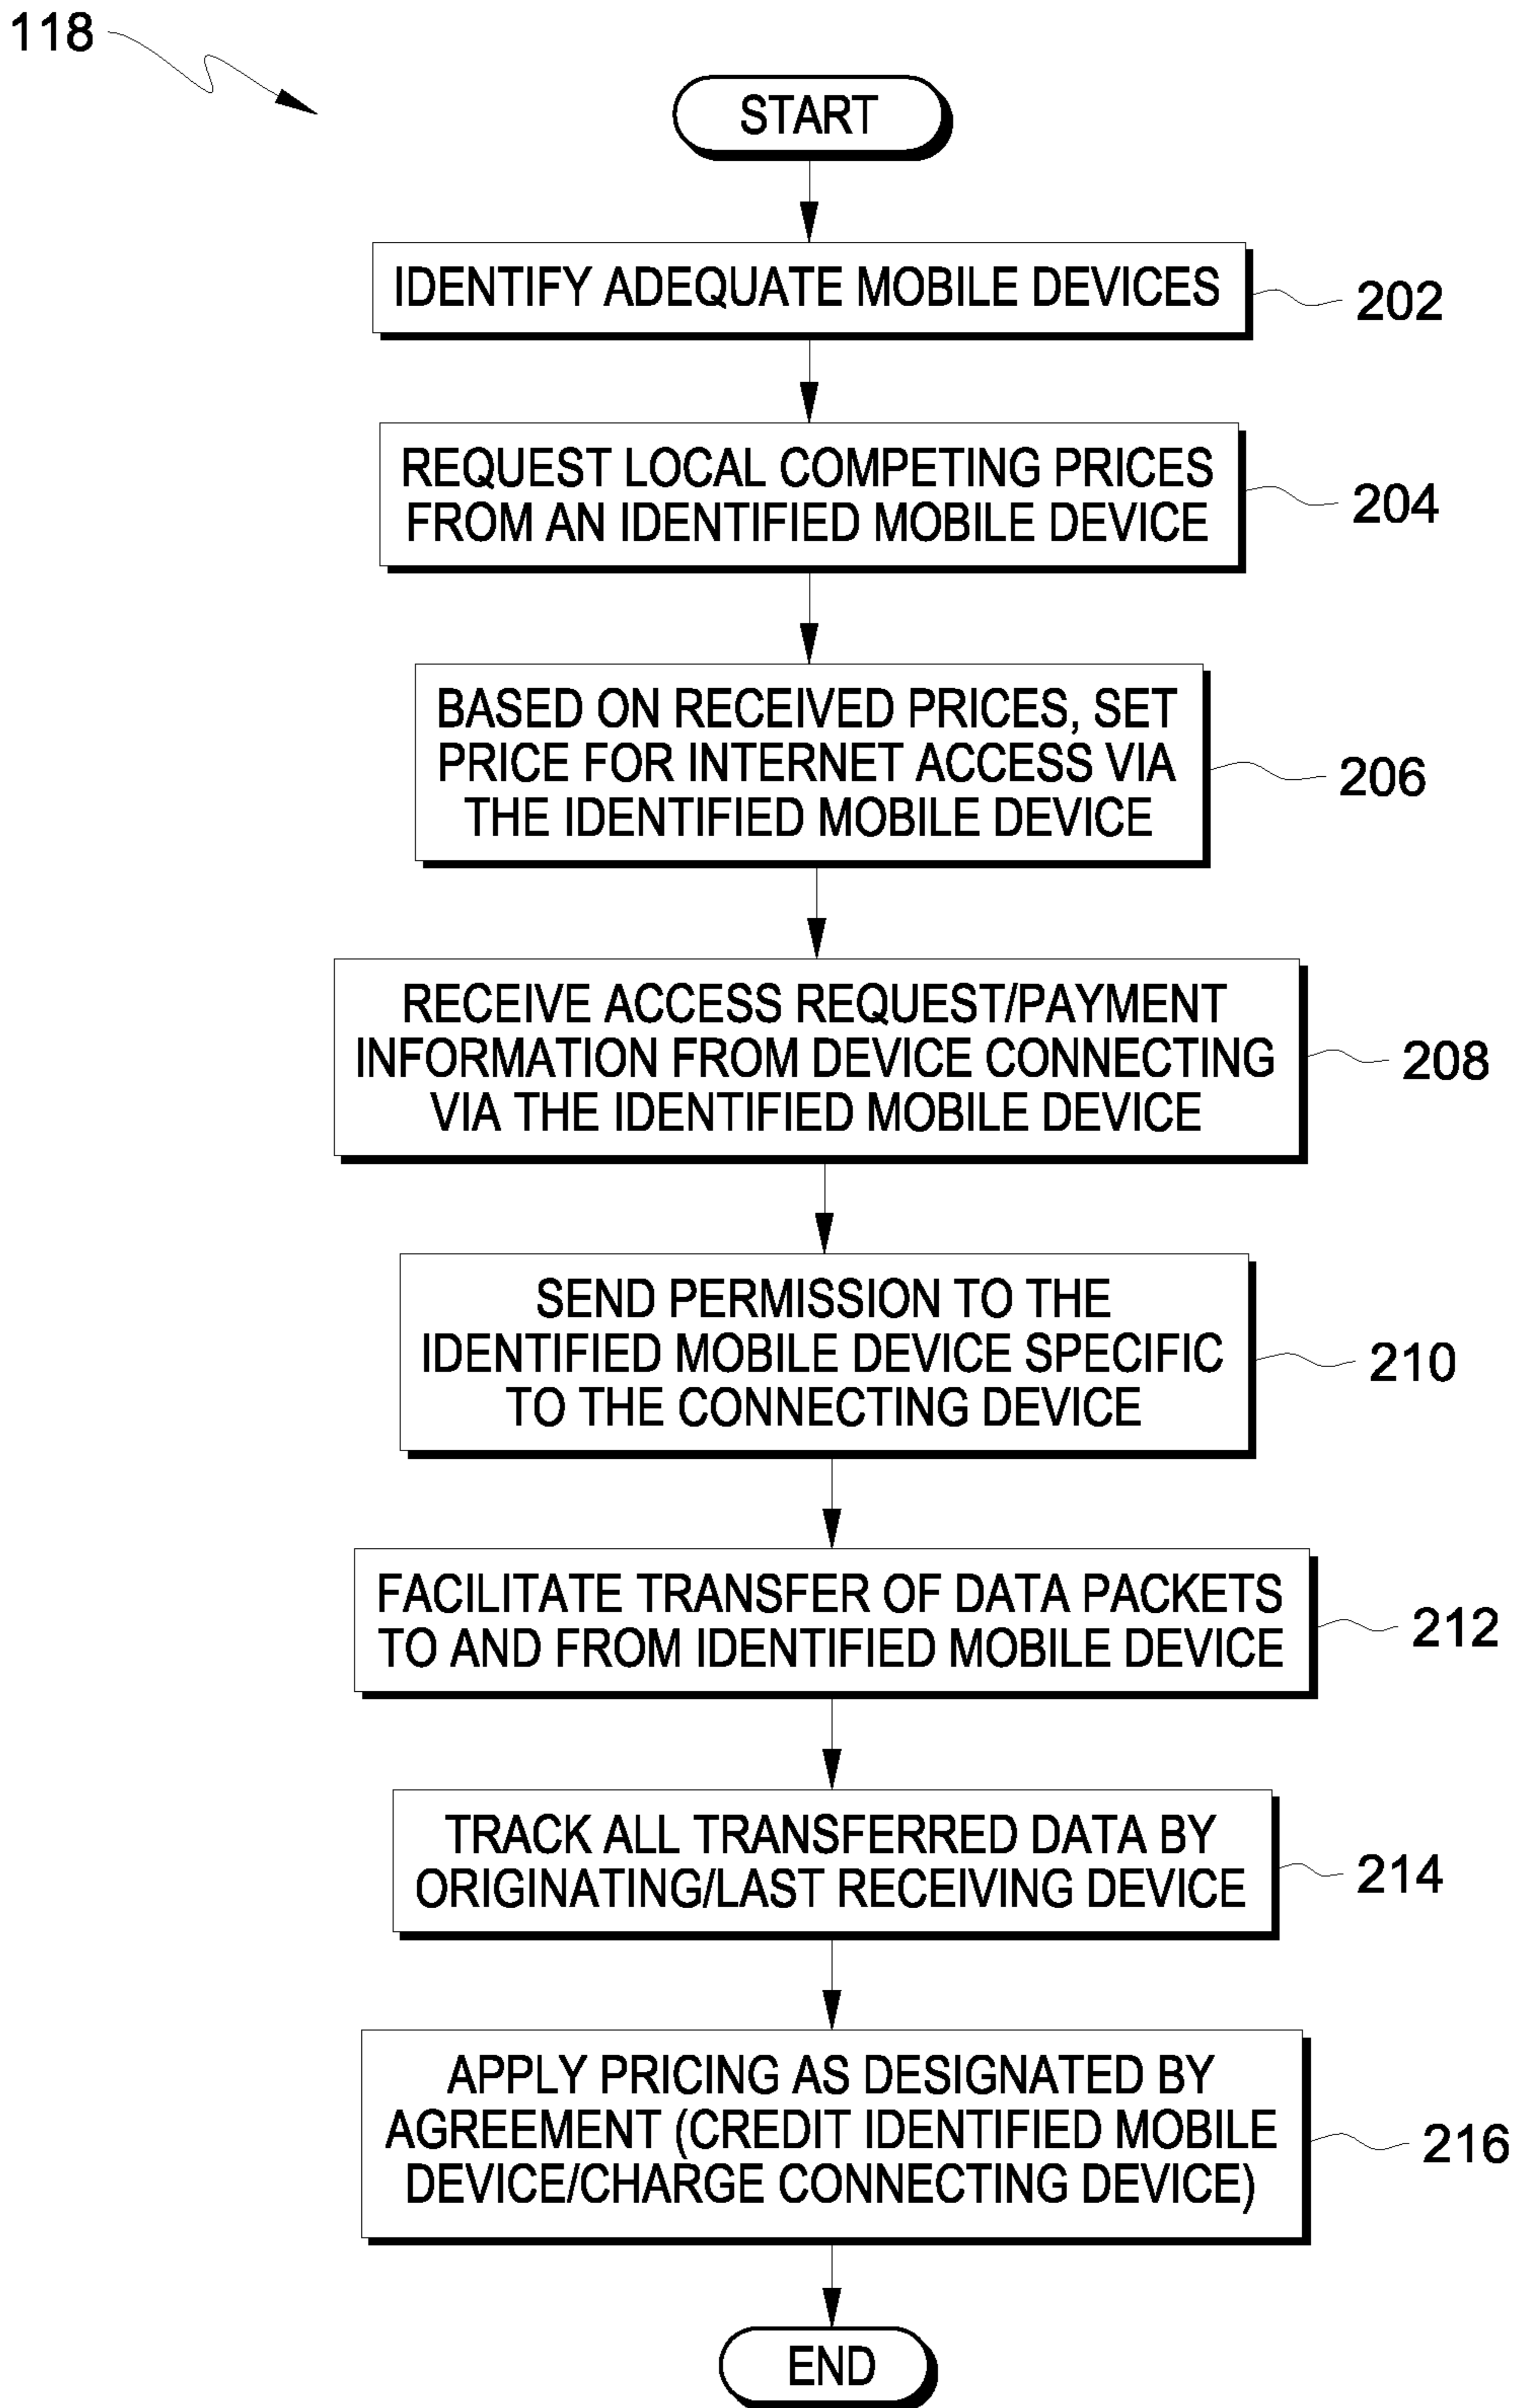 118
START
IDENTIFY ADEQUATE MOBILE DEVICES
202
REQUEST LOCAL COMPETING PRICES
FROM AN IDENTIFIED MOBILE DEVICE
204
BASED ON RECEIVED PRICES, SET
PRICE FOR INTERNET ACCESS VIA
THE IDENTIFIED MOBILE DEVICE
206
RECEIVE ACCESS REQUEST/PAYMENT
INFORMATION FROM DEVICE CONNECTING
VIA THE IDENTIFIED MOBILE DEVICE
208
SEND PERMISSION TO THE
IDENTIFIED MOBILE DEVICE SPECIFIC
TO THE CONNECTING DEVICE
210
FACILITATE TRANSFER OF DATA PACKETS
TO AND FROM IDENTIFIED MOBILE DEVICE
212
TRACK ALL TRANSFERRED DATA BY
ORIGINATING/LAST RECEIVING DEVICE
214
APPLY PRICING AS DESIGNATED BY
AGREEMENT (CREDIT IDENTIFIED MOBILE
DEVICE/CHARGE CONNECTING DEVICE)
216
END